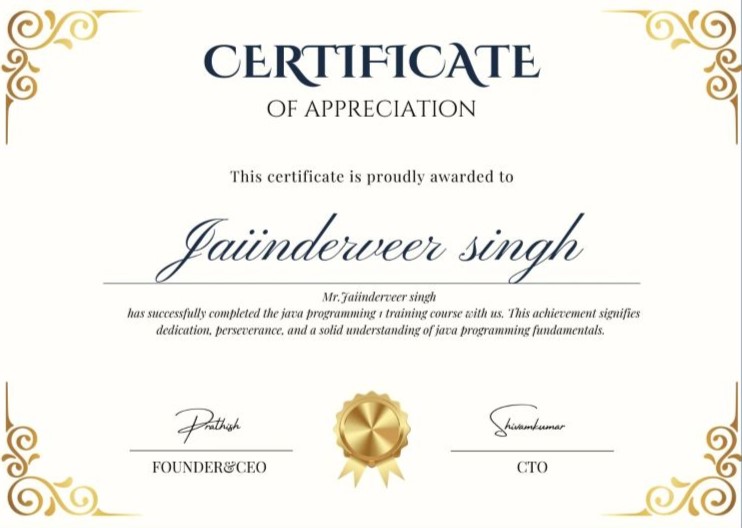 CERTIFICATE
OF APPRECIATION
This certificate is proudly awarded to
Jaiinderveer singh
Mr.Jaiinderveer singh
has successfully completed the java programming 1 training course with us. This achievement signifies
dedication, perseverance, and a solid understanding of java programming fundamentals.
Prathish
Shivamkumar
FOUNDER&CEO
CTO